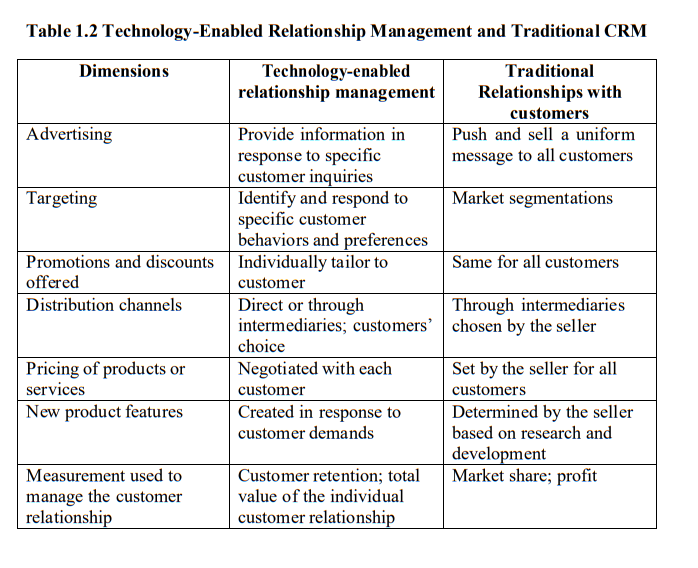 Table 1.2 Technology-Enabled Relationship Management and Traditional CRM
Dimensions
Technology-enabled
relationship management
Traditional
Relationships with
customers
Advertising
Provide information in
response to specific
customer inquiries
Push and sell a uniform
message to all customers
Targeting
Identify and respond to
specific customer
behaviors and preferences
Market segmentations
Promotions and discounts
offered
Individually tailor to
customer
Same for all customers
Distribution channels
Direct or through
intermediaries; customers’
choice
Through intermediaries
chosen by the seller
Pricing of products or
services
Negotiated with each
customer
Set by the seller for all
customers
New product features
Created in response to
customer demands
Determined by the seller
based on research and
development
Measurement used to
manage the customer
relationship
Customer retention; total
value of the individual
customer relationship
Market share; profit